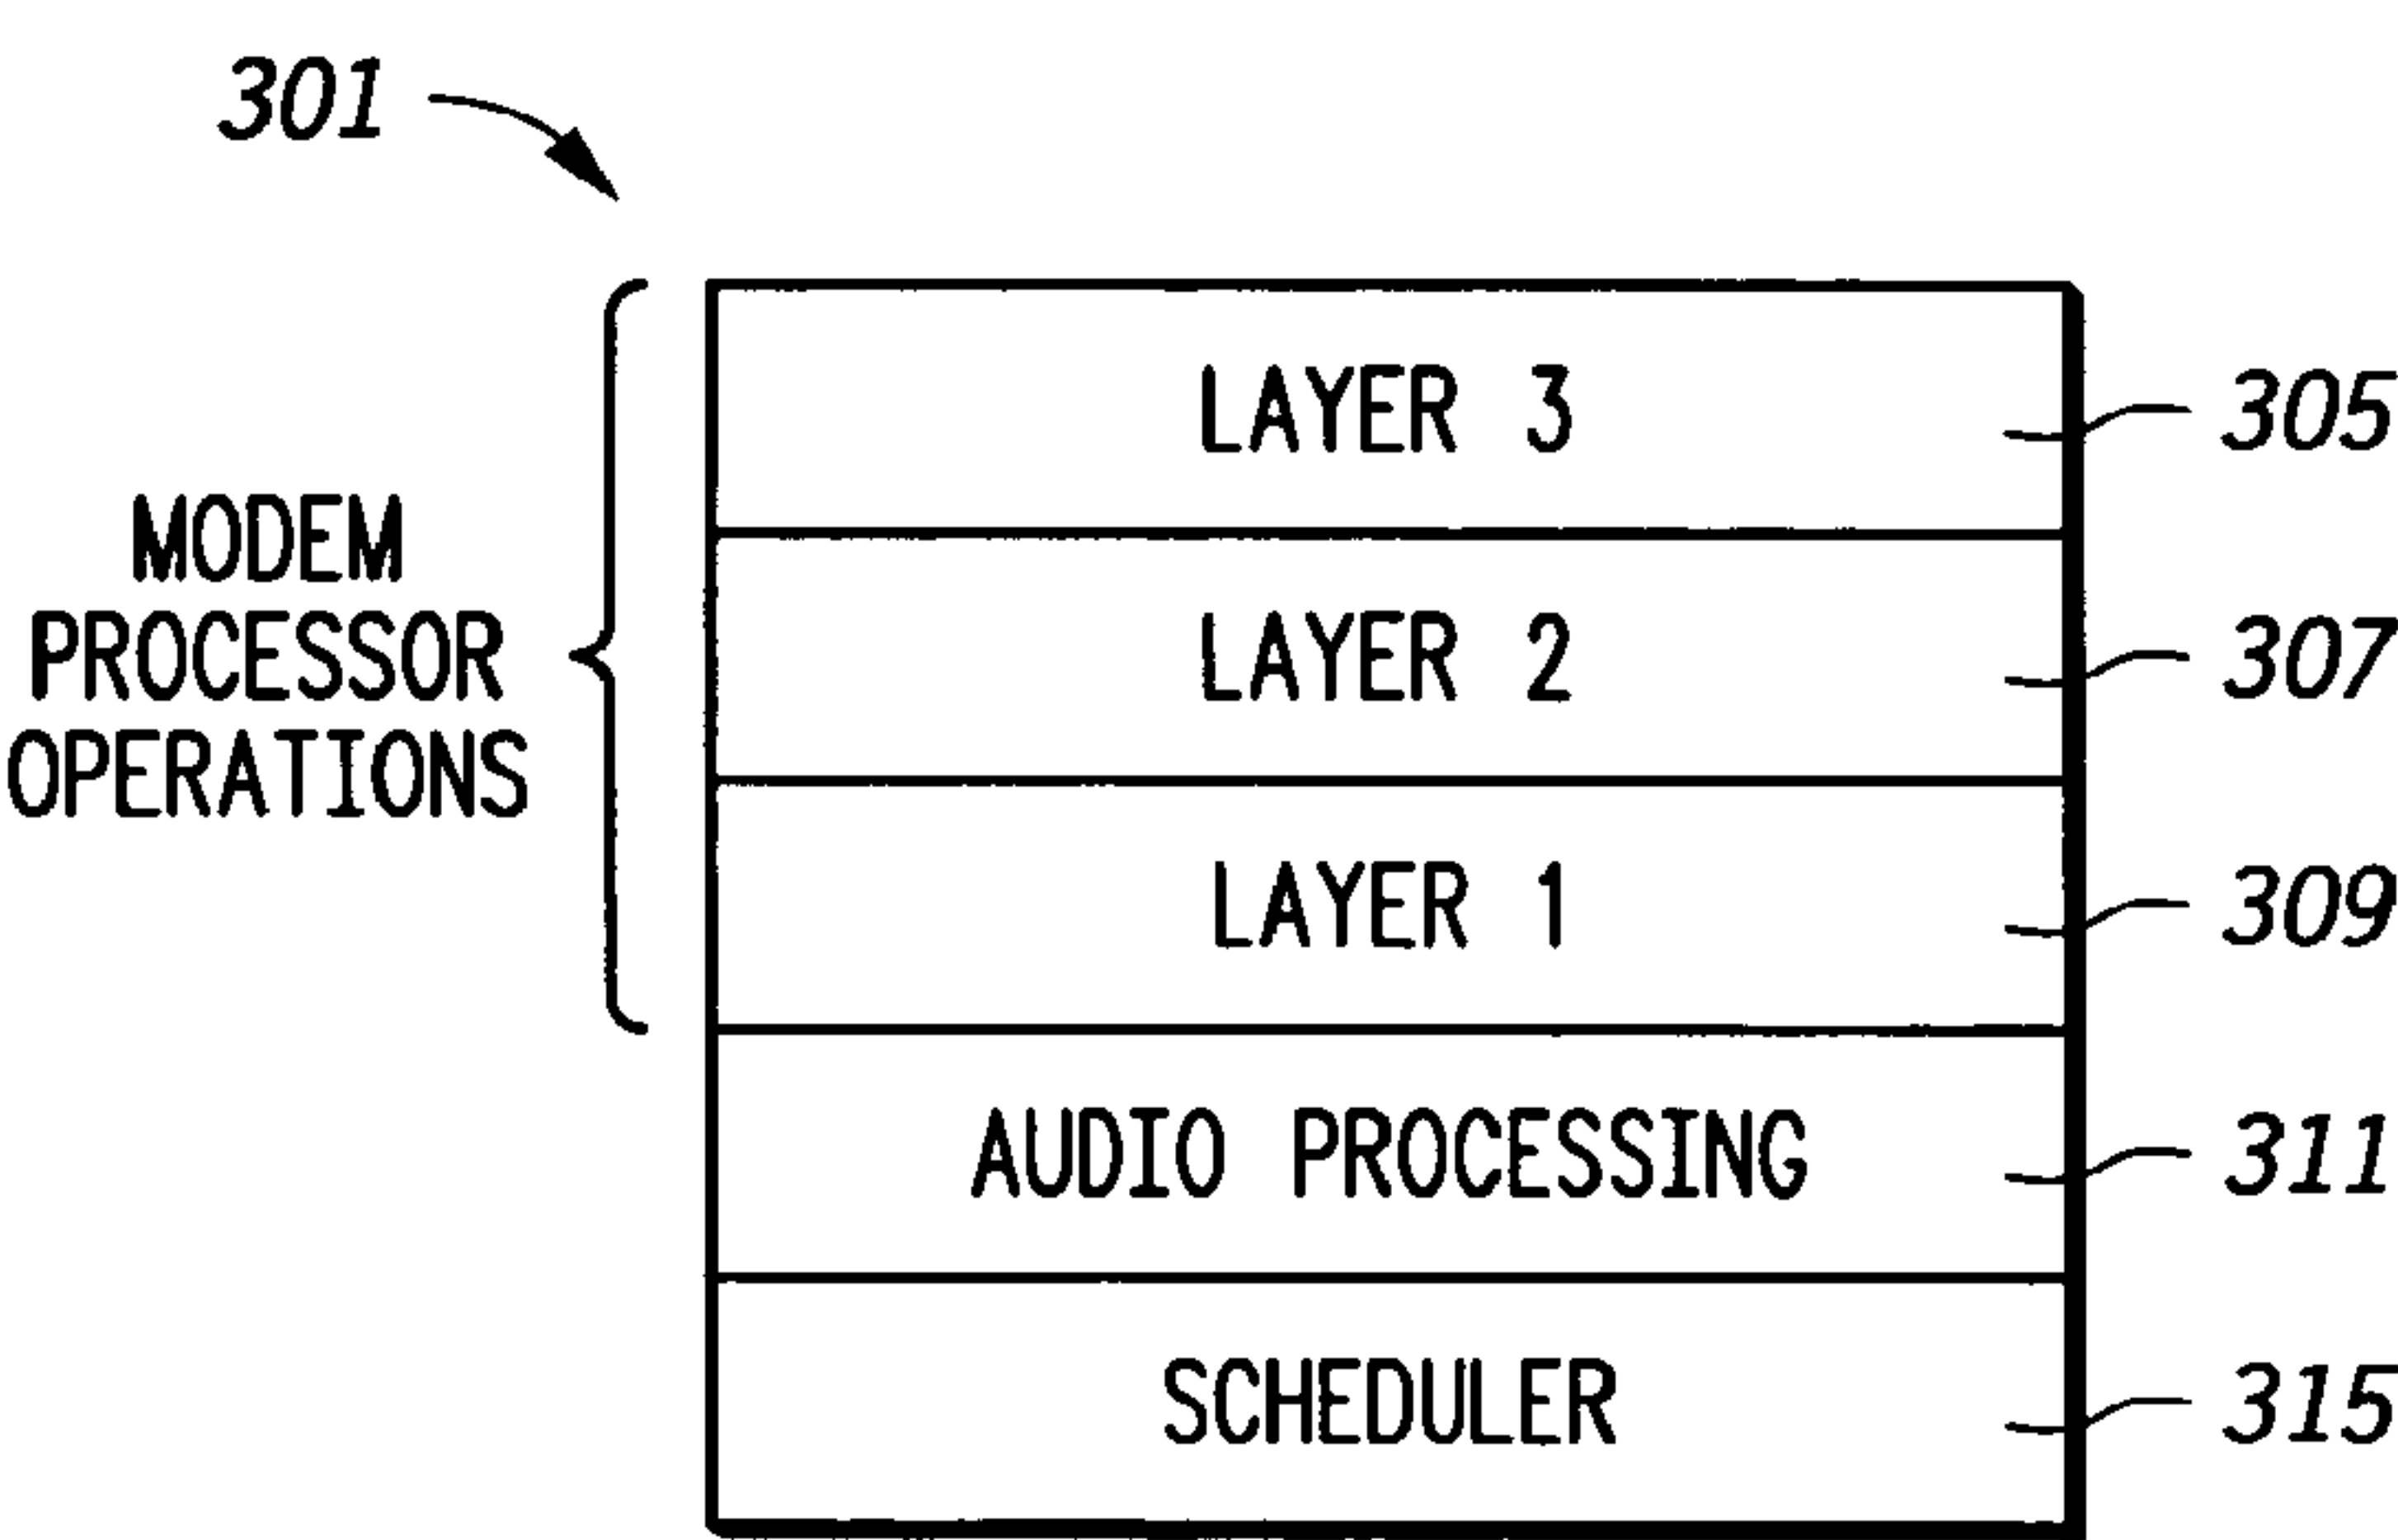 301
LAYER 3
305
MODEM
PROCESSOR
OPERATIONS
LAYER 2
307
LAYER 1
309
AUDIO PROCESSING
311
SCHEDULER
315